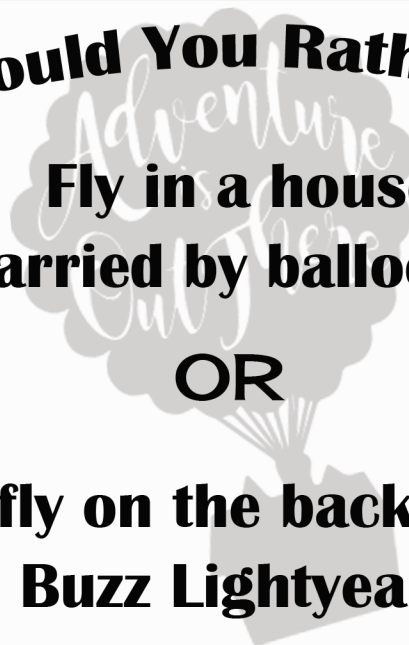 ould You Rath
Adventure
is
Out There
Fly in a hous
arried by balloo
OR
fly on the back
Buzz Lightyea